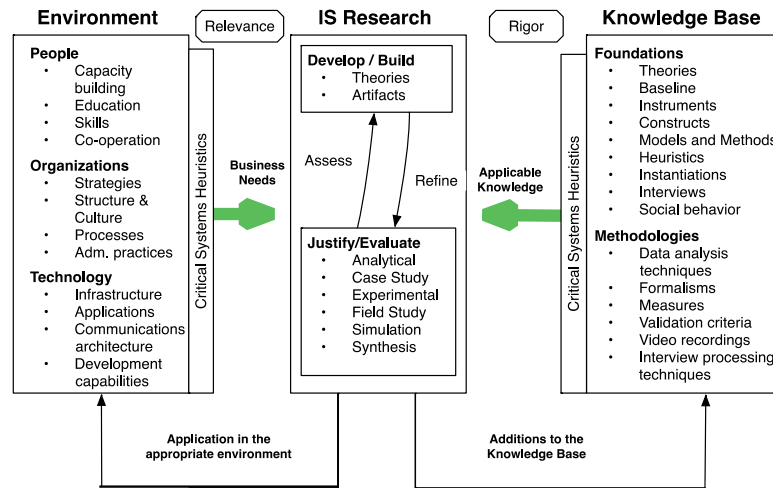 Environment
Relevance
IS Research
Rigor
Knowledge Base
People
• Capacity
building
• Education
• Skills
• Co-operation
Organizations
• Strategies
• Structure &
Culture
• Processes
• Adm. practices
Technology
• Infrastructure
• Applications
• Communications
architecture
• Development
capabilities
Critical Systems Heuristics
Business
Needs
Develop / Build
• Theories
• Artifacts
Assess
Refine
Justify/Evaluate
• Analytical
• Case Study
• Experimental
• Field Study
• Simulation
• Synthesis
Applicable
Knowledge
Critical Systems Heuristics
Foundations
• Theories
• Baseline
• Instruments
• Constructs
• Models and Methods
• Heuristics
• Instantiations
• Interviews
• Social behavior
Methodologies
• Data analysis
techniques
• Formalisms
• Measures
• Validation criteria
• Video recordings
• Interview processing
techniques
Application in the
appropriate environment
Additions to the
Knowledge Base